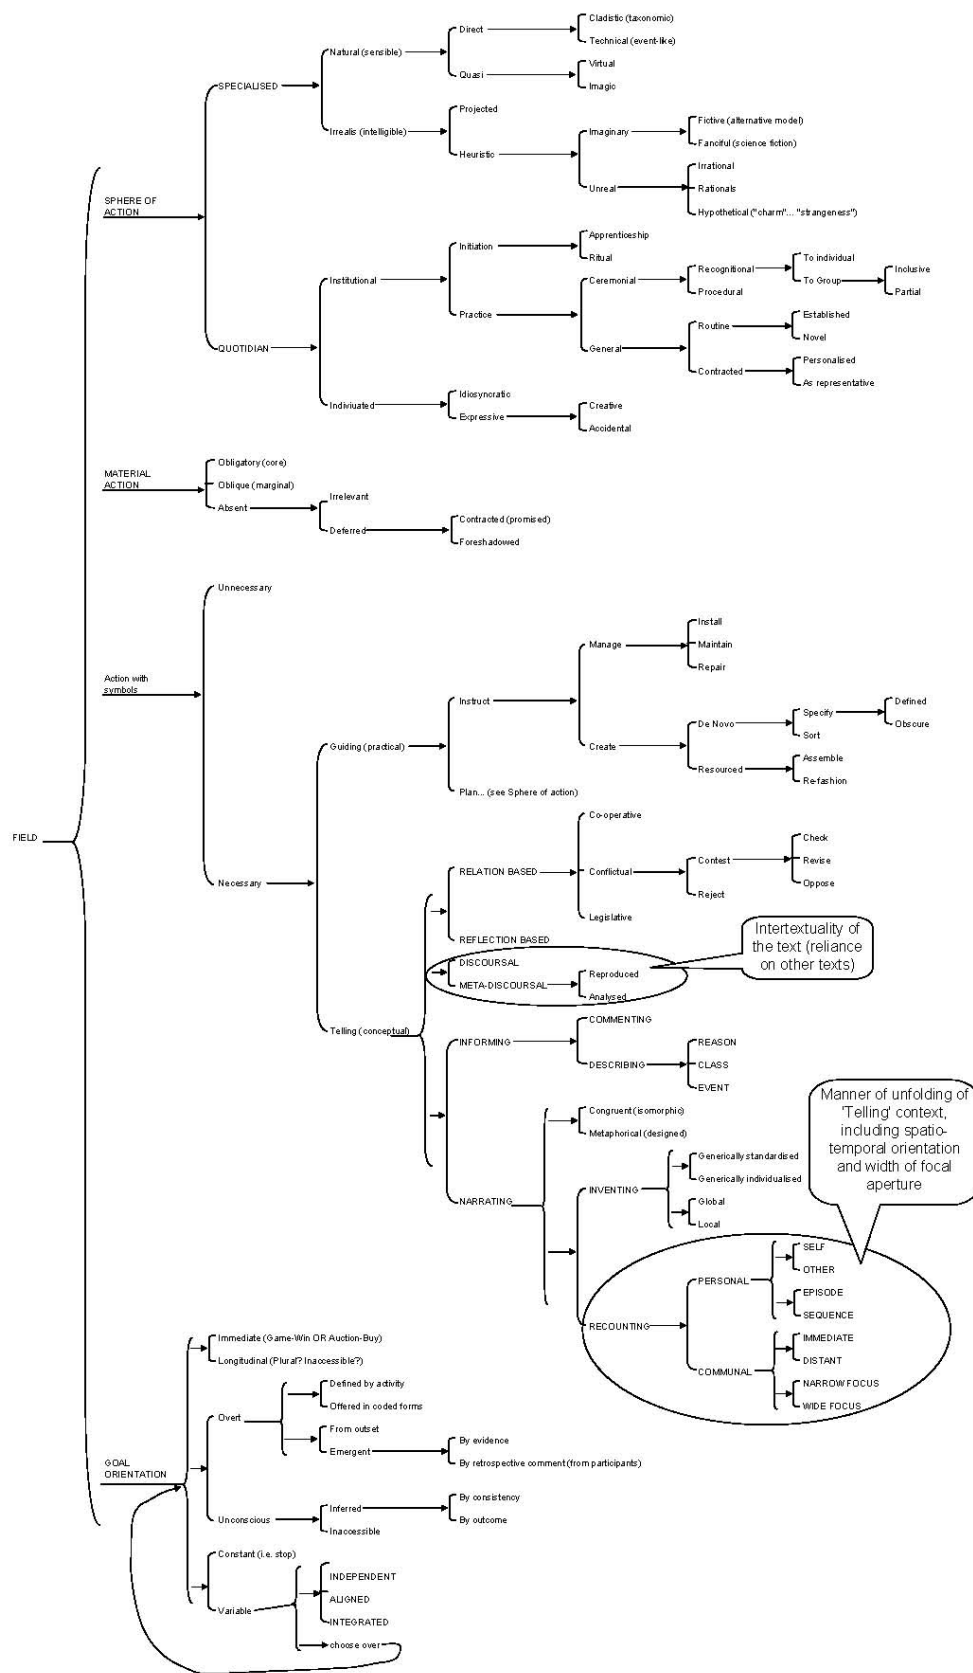 Cladistic (taxonomic)
Direct
Technical (event-like)
Natural (sensible)
Virtual
Quasi
Imagic
SPECIALISED
Projected
Fictive (alternative model)
Irrealis (intelligible)
Imaginary
Fanciful (science fiction)
Heuristic
Irrational
Unreal
Rationals
Hypothetical ("charm"... "strangeness")
SPHERE OF
ACTION
Apprenticeship
Initiation
Ritual
To individual
Recognitional
Inclusive
Institutional
Ceremonial
To Group
Procedural
Partial
Practice
Established
Routine
Novel
QUOTIDIAN
General
Personalised
Contracted
As representative
Idiosyncratic
Indiviuated
Creative
Expressive
Accidental
Obligatory (core)
MATERIAL
ACTION
Oblique (marginal)
Irrelevant
Absent
Contracted (promised)
Deferred
Foreshadowed
Unnecessary
Install
Manage
Maintain
Repair
Action with
symbols
Instruct
Defined
Specify
De Novo
Obscure
Sort
Guiding (practical)
Create
Assemble
Resourced
Re-fashion
Plan... (see Sphere of action)
Co-operative
FIELD
Check
Contest
Revise
RELATION BASED
Conflictual
Oppose
Necessary
Reject
Legislative
REFLECTION BASED
Intertextuality of
the text (reliance
on other texts)
DISCOURSAL
Reproduced
META-DISCOURSAL
Analysed
COMMENTING
Telling (conceptual)
INFORMING
REASON
DESCRIBING
CLASS
EVENT
Manner of unfolding of
'Telling' context,
including spatio-
temporal orientation
and width of focal
aperture
Congruent (isomorphic)
Metaphorical (designed)
Generically standardised
Generically individualised
INVENTING
NARRATING
Global
Local
SELF
OTHER
PERSONAL
EPISODE
SEQUENCE
RECOUNTING
IMMEDIATE
DISTANT
COMMUNAL
NARROW FOCUS
WIDE FOCUS
Immediate (Game-Win OR Auction-Buy)
Longitudinal (Plural? Inaccessible?)
Defined by activity
Overt
Offered in coded forms
From outset
By evidence
Emergent
By retrospective comment (from participants)
GOAL
ORIENTATION
By consistency
Inferred
Unconscious
By outcome
Inaccessible
Constant (i.e. stop)
INDEPENDENT
ALIGNED
Variable
INTEGRATED
choose over